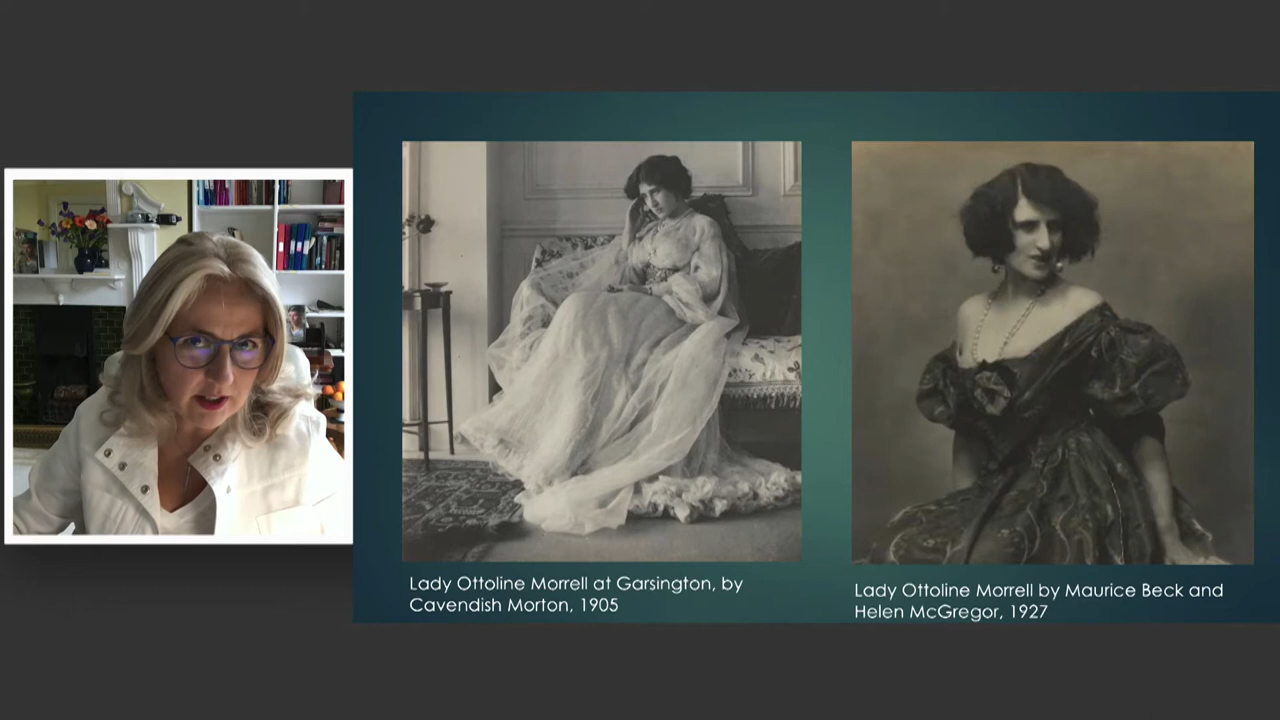 Lady Ottoline Morrell at Garsington, by
Cavendish Morton, 1905
Lady Ottoline Morrell by Maurice Beck and
Helen McGregor, 1927